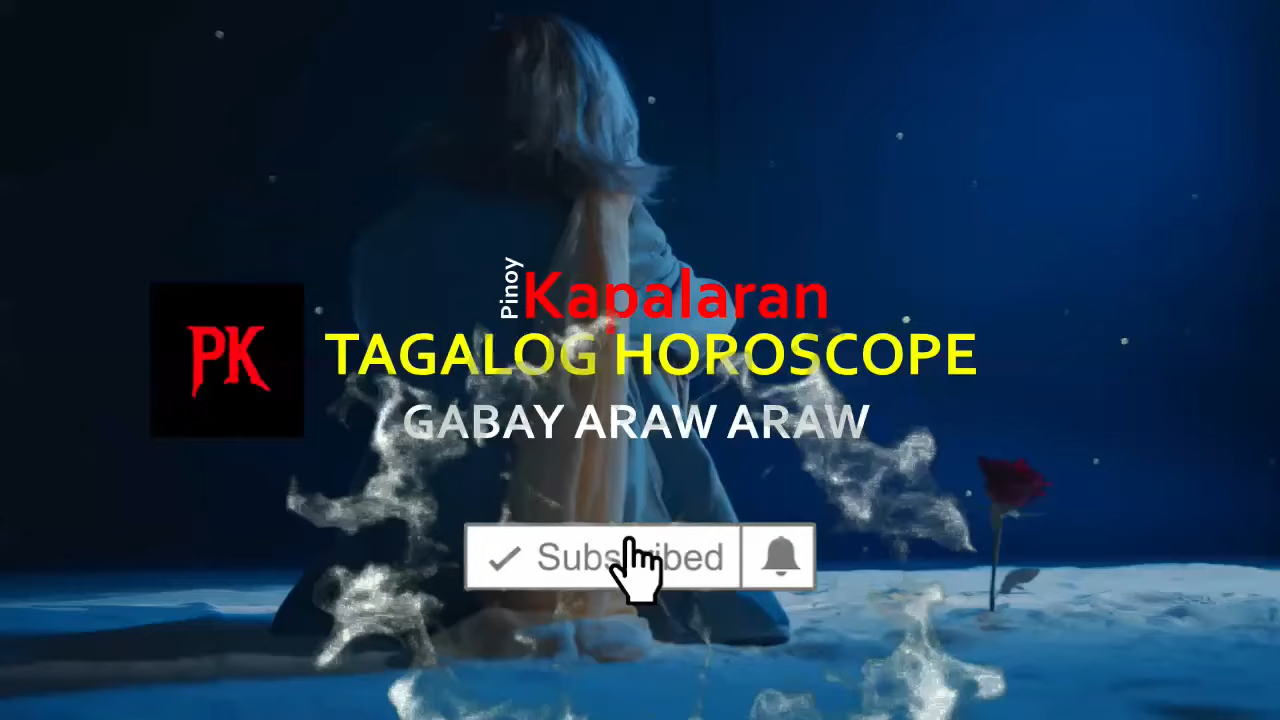 Pinoy
Kapalaran
PK
TAGALOG HOROSCOPE
GABAY ARAW ARAW
Subscribed